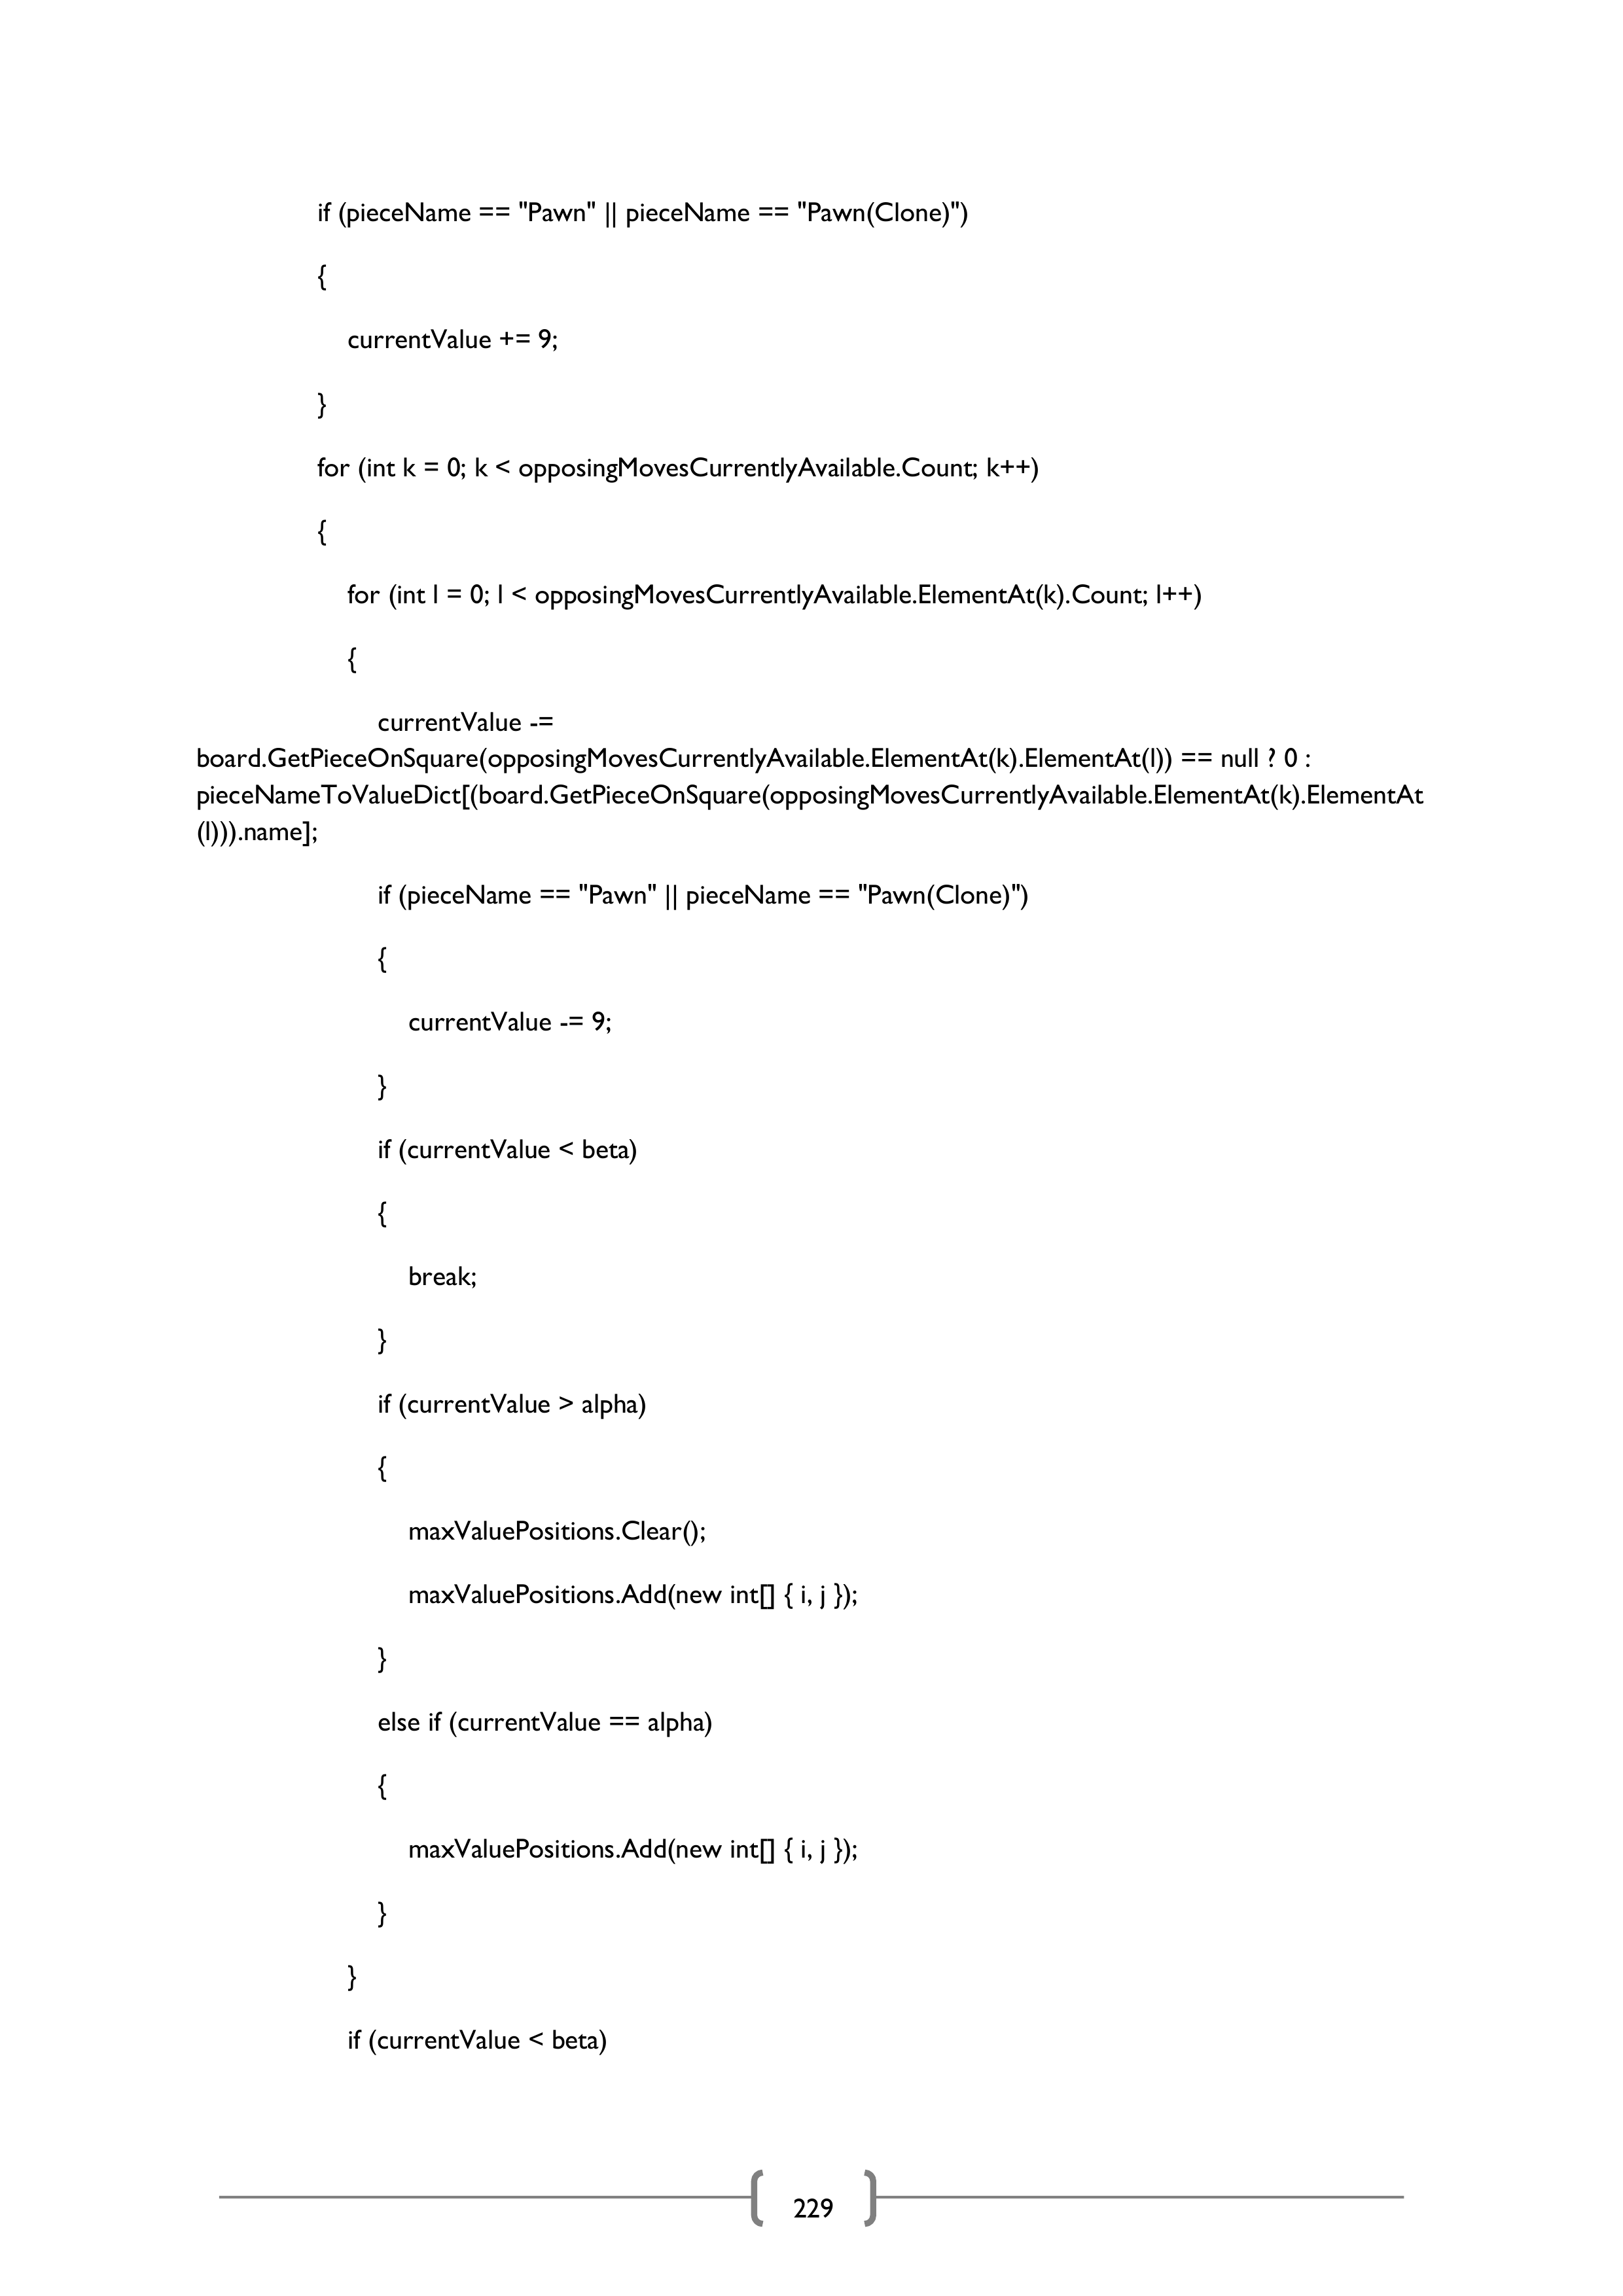 if (pieceName == "Pawn" || pieceName == "Pawn(Clone)")
{
currentValue += 9;
}
for (int k = 0; k < opposingMovesCurrentlyAvailable.Count; k++)
{
for (int l = 0; l < opposingMovesCurrentlyAvailable.ElementAt(k).Count; l++)
{
currentValue -=
board.GetPieceOnSquare(opposingMovesCurrentlyAvailable.ElementAt(k).ElementAt(l)) == null ? 0 :
pieceNameToValueDict[(board.GetPieceOnSquare(opposingMovesCurrentlyAvailable.ElementAt(k).ElementAt
(l))).name];
if (pieceName == "Pawn" || pieceName == "Pawn(Clone)")
{
currentValue -= 9;
}
if (currentValue < beta)
{
break;
}
if (currentValue > alpha)
{
maxValuePositions.Clear();
maxValuePositions.Add(new int[] { i, j });
}
else if (currentValue == alpha)
{
maxValuePositions.Add(new int[] { i, j });
}
}
if (currentValue < beta)
229